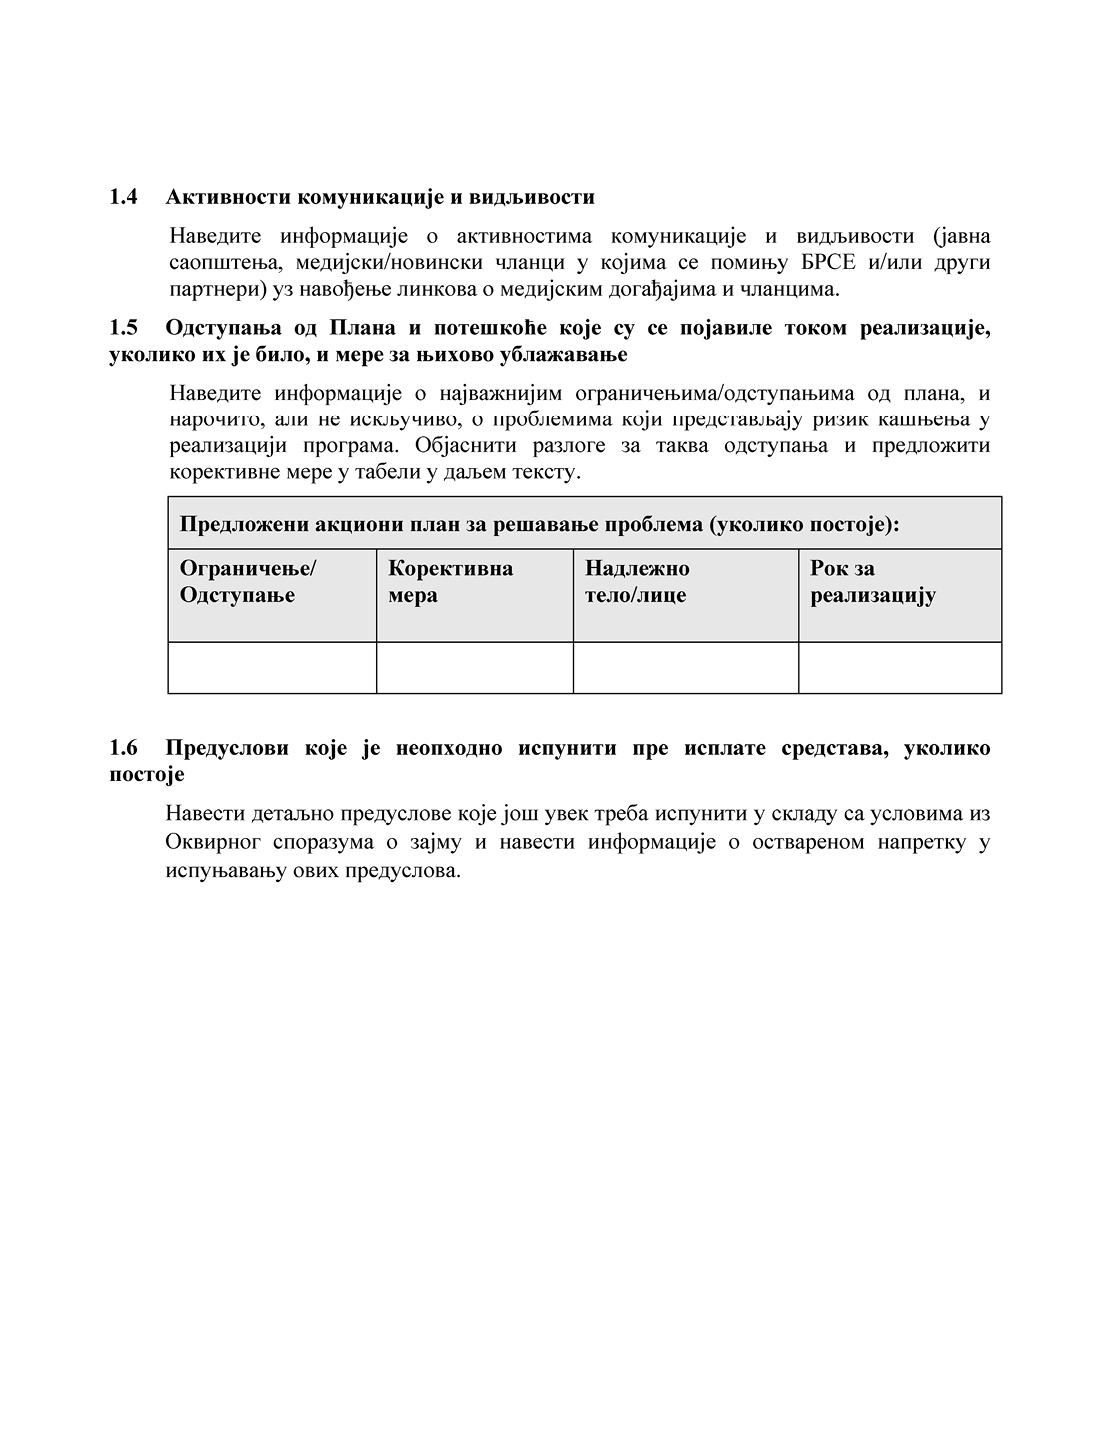 1.4 Активности комуникације и видљивости
Наведите информације о активностима комуникације и видљивости (јавна
саопштења, медијски/новински чланци у којима се помињу БРСЕ и/или други
партнери) уз навођење линкова о медијским догађајима и чланцима.
1.5 Одступања од Плана и потешкоће које су се појавиле током реализације,
уколико их је било, и мере за њихово ублажавање
Наведите информације о најважнијим ограничењима/одступањима од плана, и
нарочито, али не искључиво, о проблемима који представљају ризик кашњења у
реализацији програма. Објаснити разлоге за таква одступања и предложити
корективне мере у табели у даљем тексту.
Предложени акциони план за решавање проблема (уколико постоје):
Ограничење/
Одступање
Корективна
мера
Надлежно
тело/лице
Рок за
реализацију
1.6 Предуслови које је неопходно испунити пре исплате средстава, уколико
постоје
Навести детаљно предуслове које још увек треба испунити у складу са условима из
Оквирног споразума о зајму и навести информације о оствареном напретку у
испуњавању ових предуслова.